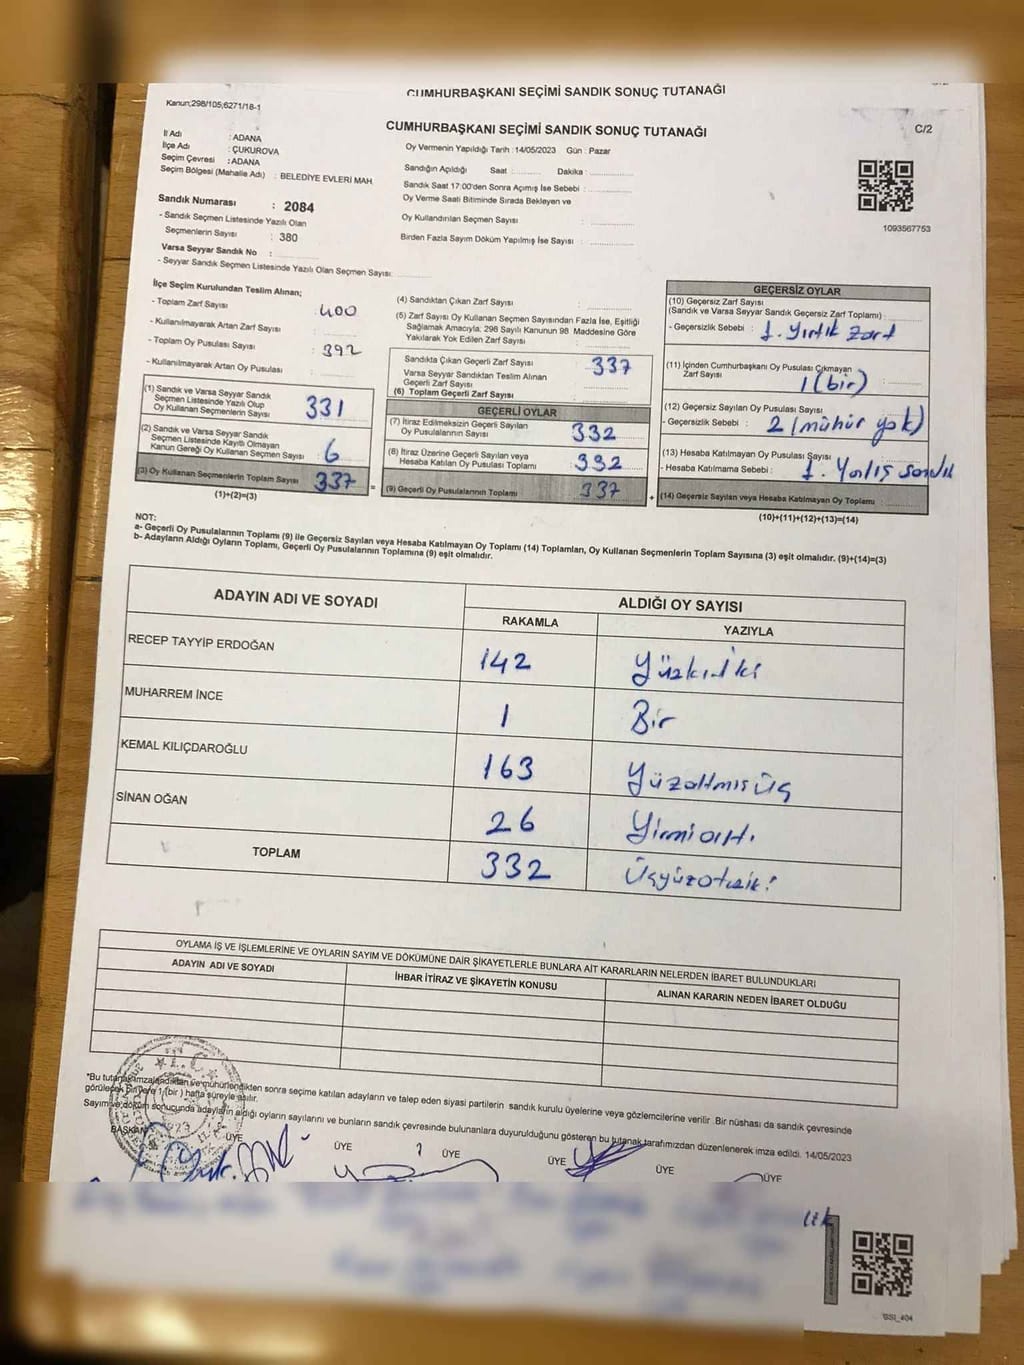 CUMHURBAŞKANI SEÇİMİ SANDIK SONUÇ TUTANAĞI
Kanun;298/105;6271/18-1
CUMHURBAŞKANI SEÇİMİ SANDIK SONUÇ TUTANAĞI
C/2
İl Adı : ADANA
İlçe Adı : ÇUKUROVA
Seçim Çevresi : ADANA
Seçim Bölgesi (Mahalle Adı) : BELEDİYE EVLERİ MAH.
Oy Vermenin Yapıldığı Tarih : 14/05/2023 Gün : Pazar
Sandığın Açıldığı Saat : Dakika :
Sandık Saat 17:00'den Sonra Açımış İse Sebebi :
Oy Verme Saati Bitiminde Sırada Bekleyen ve
Oy Kullandırılan Seçmen Sayısı :
Birden Fazla Sayım Döküm Yapılmış İse Sayısı :
1093567753
Sandık Numarası : 2084
- Sandık Seçmen Listesinde Yazılı Olan
Seçmenlerin Sayısı : 380
Varsa Seyyar Sandık No :
- Seyyar Sandık Seçmen Listesinde Yazılı Olan Seçmen Sayısı:
İlçe Seçim Kurulundan Teslim Alınan;
- Toplam Zarf Sayısı : 400
- Kullanılmayarak Artan Zarf Sayısı :
- Toplam Oy Pusulası Sayısı : 392
- Kullanılmayarak Artan Oy Pusulası :
(1) Sandık ve Varsa Seyyar Sandık
Seçmen Listesinde Yazılı Olup
Oy Kullanan Seçmenlerin Sayısı : 331
(2) Sandık ve Varsa Seyyar Sandık
Seçmen Listesinde Kayıtlı Olmayan
Kanun Gereği Oy Kullanan Seçmen Sayısı : 6
(3) Oy Kullanan Seçmenlerin Toplam Sayısı : 337
(1)+(2)=(3)
(4) Sandıktan Çıkan Zarf Sayısı :
(5) Zarf Sayısı Oy Kullanan Seçmen Sayısından Fazla İse, Eşitliği
Sağlamak Amacıyla; 298 Sayılı Kanunun 98. Maddesine Göre
Yakılarak Yok Edilen Zarf Sayısı :
Sandıkta Çıkan Geçerli Zarf Sayısı : 337
Varsa Seyyar Sandıktan Teslim Alınan
Geçerli Zarf Sayısı :
(6) Toplam Geçerli Zarf Sayısı :
GEÇERLİ OYLAR
(7) İtiraz Edilmeksizin Geçerli Sayılan
Oy Pusulalarının Sayısı : 332
(8) İtiraz Üzerine Geçerli Sayılan veya
Hesaba Katılan Oy Pusulası Toplamı : 332
= (9) Geçerli Oy Pusulalarının Toplamı : 337
GEÇERSİZ OYLAR
(10) Geçersiz Zarf Sayısı
(Sandık ve Varsa Seyyar Sandık Geçersiz Zarf Toplamı) :
- Geçersizlik Sebebi : 1. Yırtık zarf
(11) İçinden Cumhurbaşkanı Oy Pusulası Çıkmayan
Zarf Sayısı : 1 (bir)
(12) Geçersiz Sayılan Oy Pusulası Sayısı
- Geçersizlik Sebebi : 2 (mühür yok)
(13) Hesaba Katılmayan Oy Pusulası Sayısı :
- Hesaba Katılmama Sebebi : 1. Yanlış sandık
+ (14) Geçersiz Sayılan veya Hesaba Katılmayan Oy Toplamı :
(10)+(11)+(12)+(13)=(14)
NOT:
a- Geçerli Oy Pusulalarının Toplamı (9) ile Geçersiz Sayılan veya Hesaba Katılmayan Oy Toplamı (14) Toplamları, Oy Kullanan Seçmenlerin Toplam Sayısına (3) eşit olmalıdır. (9)+(14)=(3)
b- Adayların Aldığı Oyların Toplamı, Geçerli Oy Pusulalarının Toplamına (9) eşit olmalıdır.
ADAYIN ADI VE SOYADI
ALDIĞI OY SAYISI
RAKAMLA YAZIYLA
RECEP TAYYİP ERDOĞAN 142 Yüzkırkiki
MUHARREM İNCE 1 Bir
KEMAL KILIÇDAROĞLU 163 Yüzaltmışüç
SİNAN OĞAN 26 Yirmialtı
TOPLAM 332 Üçyüzotuziki
OYLAMA İŞ VE İŞLEMLERİNE VE OYLARIN SAYIM VE DÖKÜMÜNE DAİR ŞİKAYETLERLE BUNLARA AİT KARARLARIN NELERDEN İBARET BULUNDUKLARI
ADAYIN ADI VE SOYADI İHBAR İTİRAZ VE ŞİKAYETİN KONUSU ALINAN KARARIN NEDEN İBARET OLDUĞU
T.C.
*Bu tutanak imzalandıktan ve mühürlendikten sonra seçime katılan adayların ve talep eden siyasi partilerin sandık kurulu üyelerine veya gözlemcilerine verilir. Bir nüshası da sandık çevresinde
görülecek bir yere 1 (bir) hafta süreyle asılır.
Sayım ve döküm sonucunda adayların aldığı oyların sayılarını ve bunların sandık çevresinde bulunanlara duyurulduğunu gösteren bu tutanak tarafımızdan düzenlenerek imza edildi. 14/05/2023
BAŞKAN ÜYE ÜYE ÜYE ÜYE ÜYE ÜYE
BSI_404